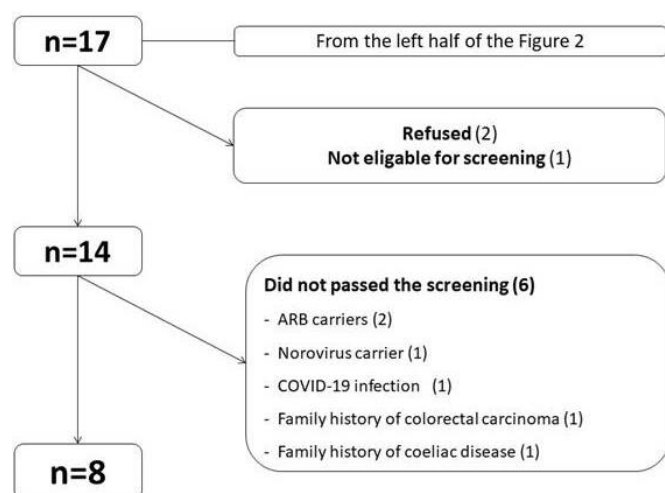 n=17
From the left half of the Figure 2
Refused (2)
Not eligable for screening (1)
n=14
Did not passed the screening (6)
- ARB carriers (2)
- Norovirus carrier (1)
- COVID-19 infection (1)
- Family history of colorectal carcinoma (1)
- Family history of coeliac disease (1)
n=8